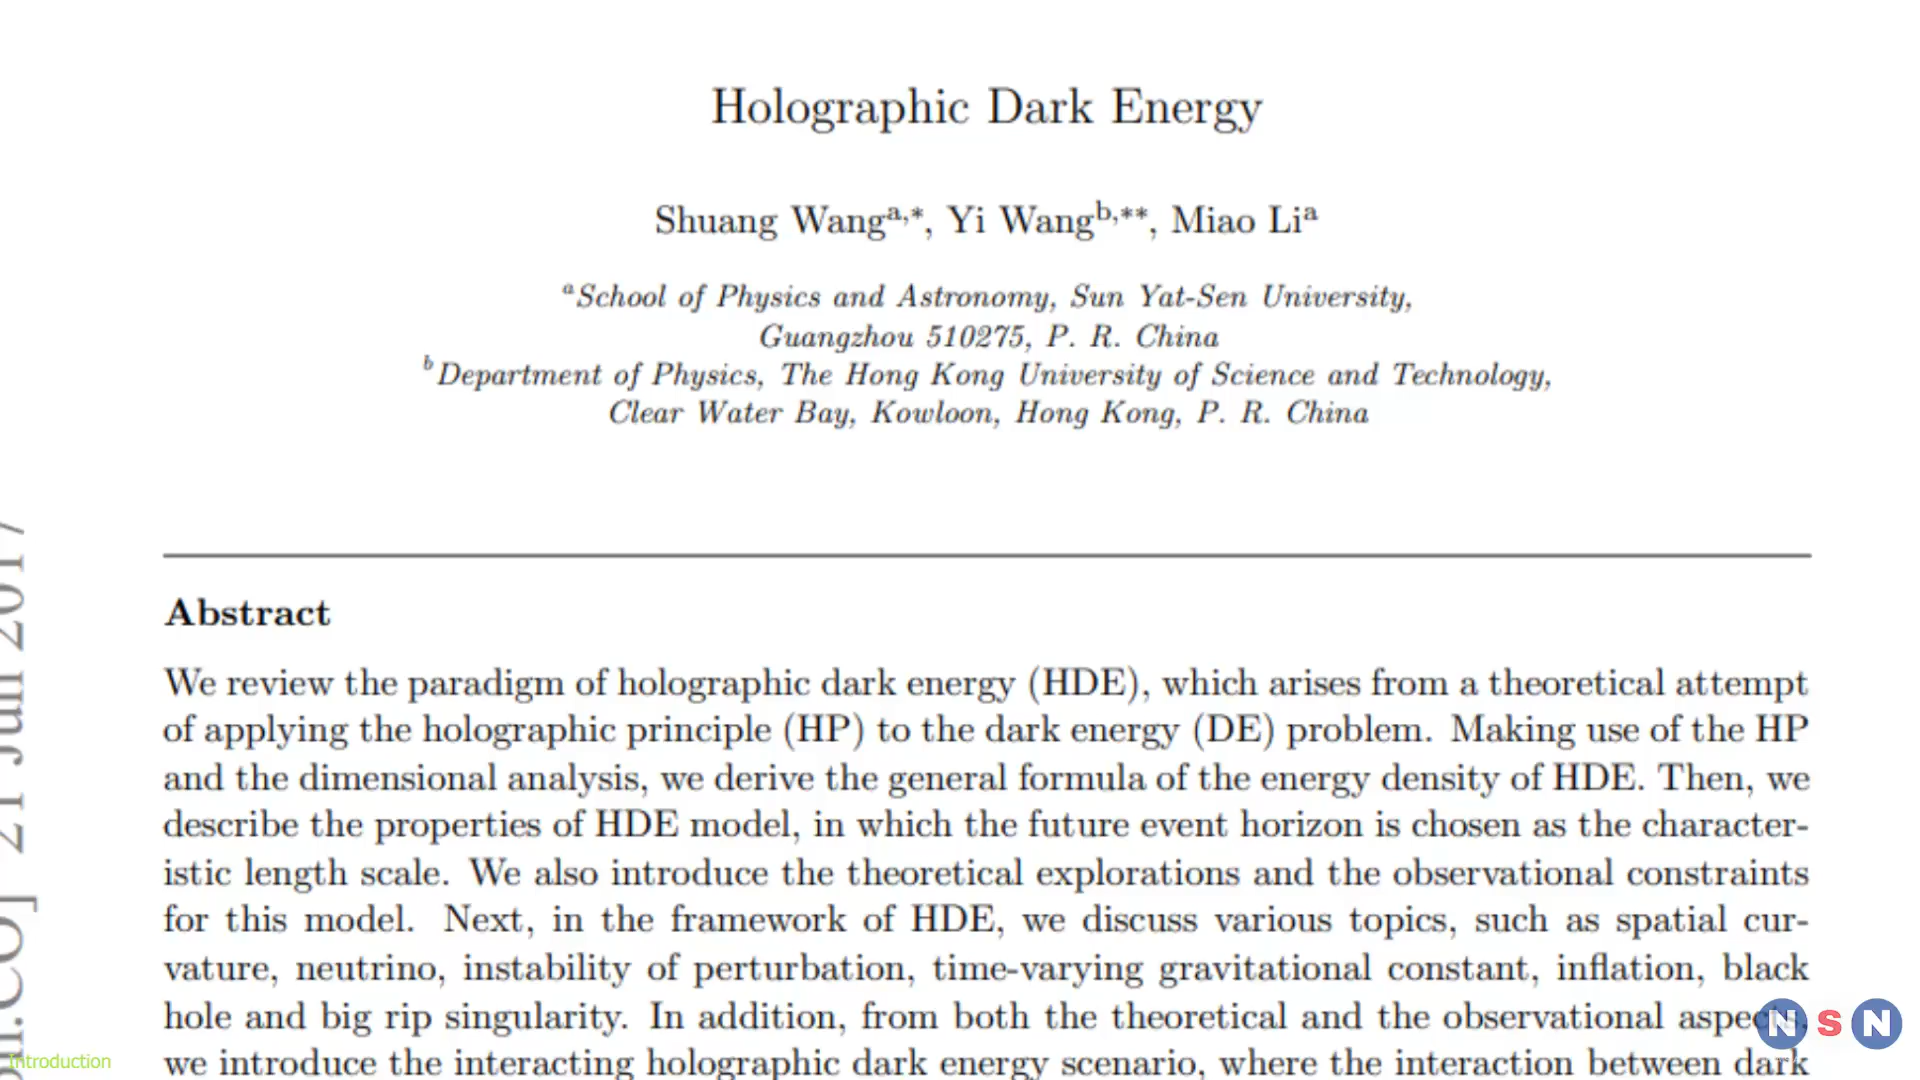 Holographic Dark Energy
Shuang Wangᵃ,*, Yi Wangᵇ,**, Miao Liᵃ
ᵃSchool of Physics and Astronomy, Sun Yat-Sen University,
Guangzhou 510275, P. R. China
ᵇDepartment of Physics, The Hong Kong University of Science and Technology,
Clear Water Bay, Kowloon, Hong Kong, P. R. China
Abstract
We review the paradigm of holographic dark energy (HDE), which arises from a theoretical attempt
of applying the holographic principle (HP) to the dark energy (DE) problem. Making use of the HP
and the dimensional analysis, we derive the general formula of the energy density of HDE. Then, we
describe the properties of HDE model, in which the future event horizon is chosen as the character-
istic length scale. We also introduce the theoretical explorations and the observational constraints
for this model. Next, in the framework of HDE, we discuss various topics, such as spatial cur-
vature, neutrino, instability of perturbation, time-varying gravitational constant, inflation, black
hole and big rip singularity. In addition, from both the theoretical and the observational aspects,
we introduce the interacting holographic dark energy scenario, where the interaction between dark
21 Jun 2017
Introduction
N S N